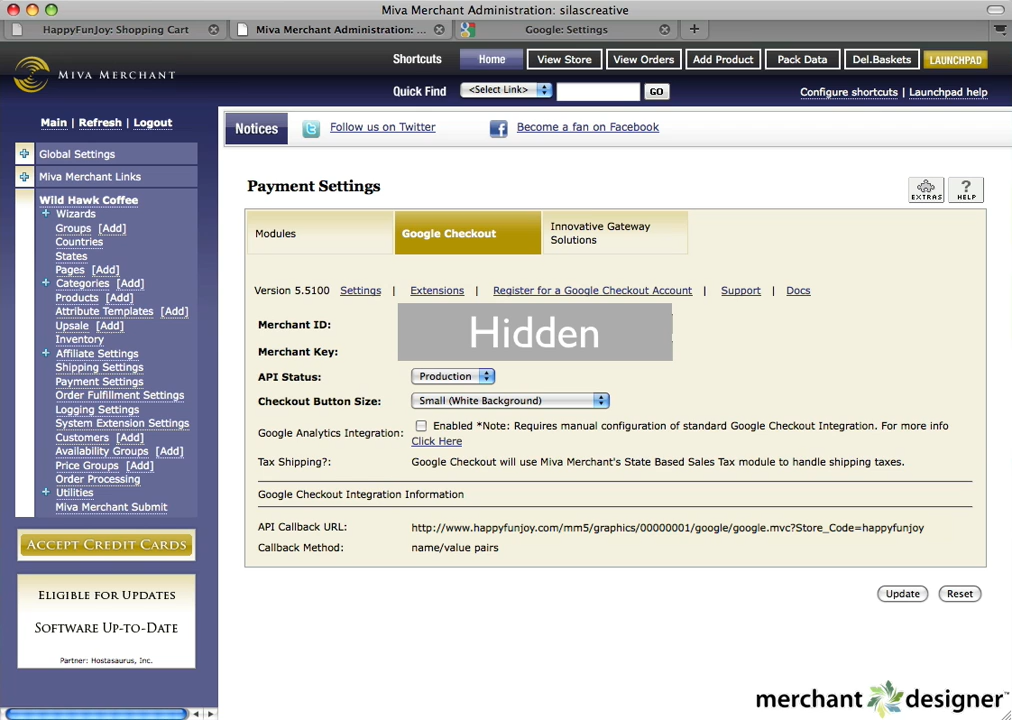 Miva Merchant Administration: silascreative
HappyFunJoy: Shopping Cart
Miva Merchant Administration: ...
Google: Settings
MIVA MERCHANT
Shortcuts
Home
View Store
View Orders
Add Product
Pack Data
Del.Baskets
LAUNCHPAD
Quick Find
<Select Link>
GO
Configure shortcuts | Launchpad help
Main | Refresh | Logout
Notices
Follow us on Twitter
Become a fan on Facebook
Global Settings
Miva Merchant Links
Wild Hawk Coffee
Wizards
Groups [Add]
Countries
States
Pages [Add]
Categories [Add]
Products [Add]
Attribute Templates [Add]
Upsale [Add]
Inventory
Affiliate Settings
Shipping Settings
Payment Settings
Order Fulfillment Settings
Logging Settings
System Extension Settings
Customers [Add]
Availability Groups [Add]
Price Groups [Add]
Order Processing
Utilities
Miva Merchant Submit
ACCEPT CREDIT CARDS
ELIGIBLE FOR UPDATES
SOFTWARE UP-TO-DATE
Partner: Hostasaurus, Inc.
Payment Settings
EXTRAS
?
HELP
Modules
Google Checkout
Innovative Gateway
Solutions
Version 5.5100 Settings | Extensions | Register for a Google Checkout Account | Support | Docs
Merchant ID:
Hidden
Merchant Key:
API Status: Production
Checkout Button Size: Small (White Background)
Google Analytics Integration: Enabled *Note: Requires manual configuration of standard Google Checkout Integration. For more info
Click Here
Tax Shipping?: Google Checkout will use Miva Merchant's State Based Sales Tax module to handle shipping taxes.
Google Checkout Integration Information
API Callback URL: http://www.happyfunjoy.com/mm5/graphics/00000001/google/google.mvc?Store_Code=happyfunjoy
Callback Method: name/value pairs
Update
Reset
merchant designer™